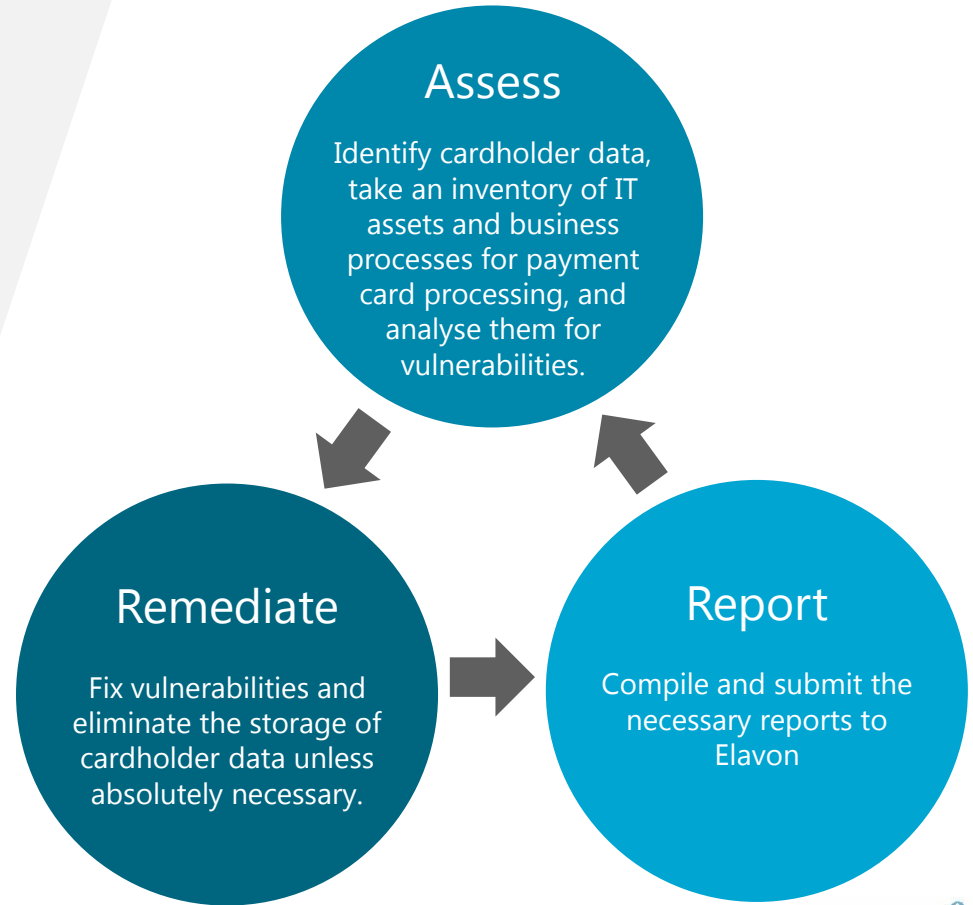 Assess
Identify cardholder data,
take an inventory of IT
assets and business
processes for payment
card processing, and
analyse them for
vulnerabilities.
Remediate
Fix vulnerabilities and
eliminate the storage of
cardholder data unless
absolutely necessary.
Report
Compile and submit the
necessary reports to
Elavon